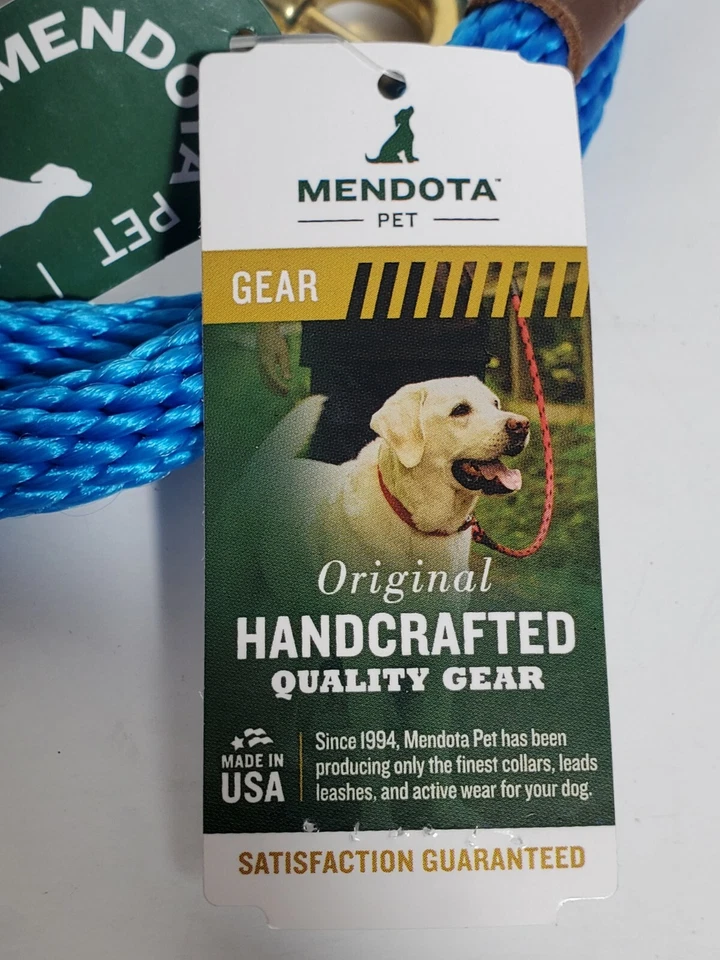 MENDOTA
PET |
MENDOTA™
PET
GEAR
Original
HANDCRAFTED
QUALITY GEAR
MADE IN
USA
Since 1994, Mendota Pet has been
producing only the finest collars, leads
leashes, and active wear for your dog.
SATISFACTION GUARANTEED